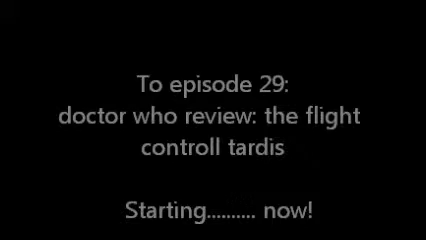 To episode 29:
doctor who review: the flight
controll tardis
Starting.......... now!